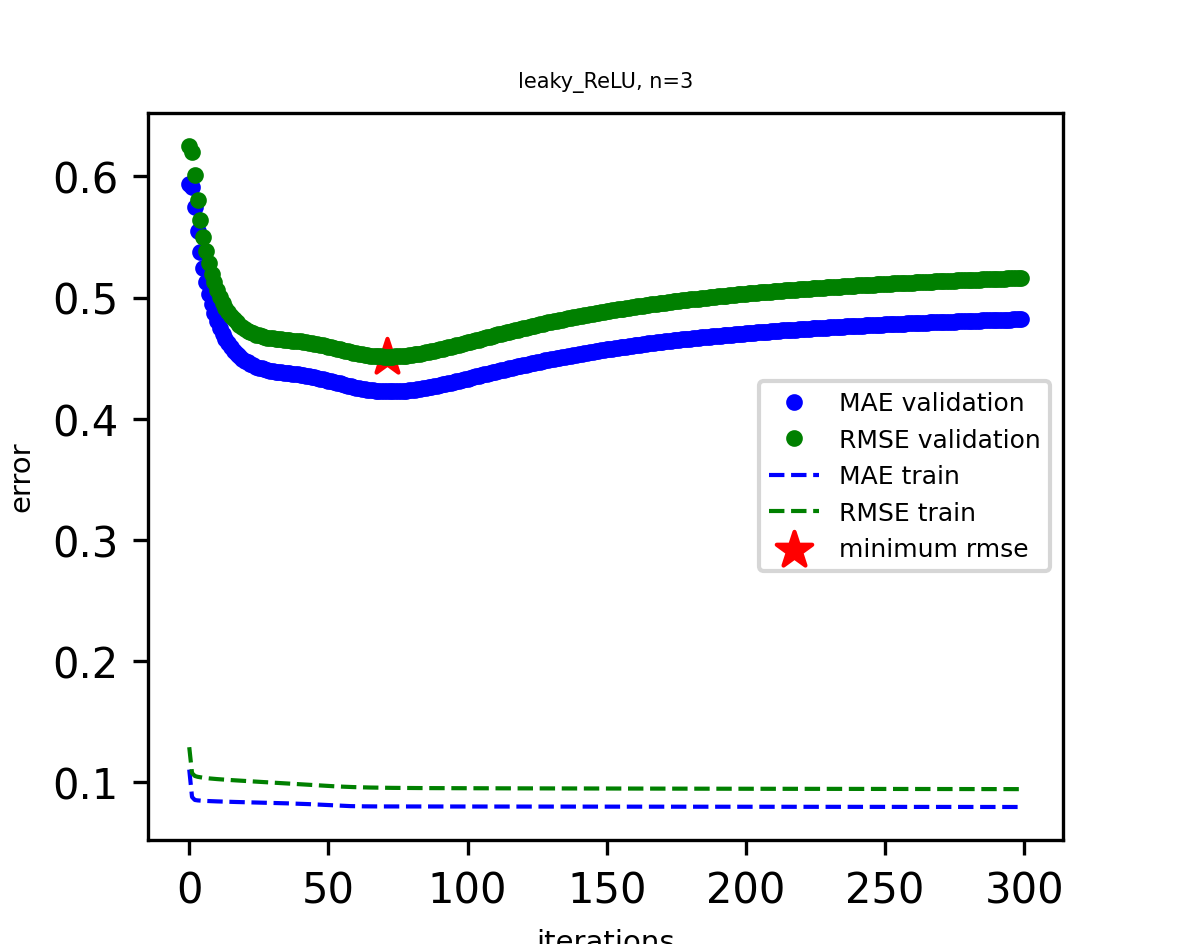 leaky_ReLU, n=3
0.6
0.5
0.4
0.3
0.2
0.1
error
MAE validation
RMSE validation
MAE train
RMSE train
minimum rmse
0 50 100 150 200 250 300
iterations